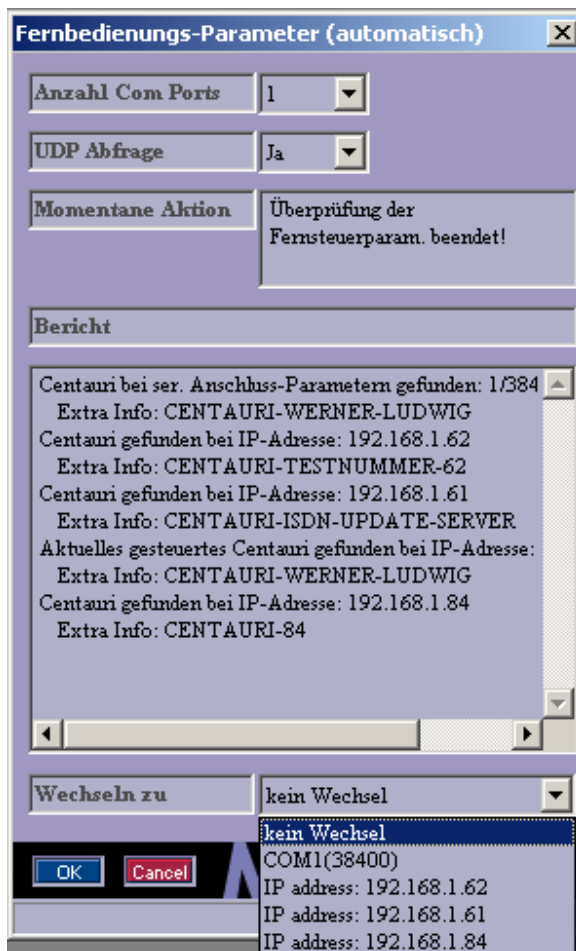 Fernbedienungs-Parameter (automatisch)
Anzahl Com Ports 1
UDP Abfrage Ja
Momentane Aktion Überprüfung der
Fernsteuerparam. beendet!
Bericht
Centauri bei ser. Anschluss-Parametern gefunden: 1/384
Extra Info: CENTAURI-WERNER-LUDWIG
Centauri gefunden bei IP-Adresse: 192.168.1.62
Extra Info: CENTAURI-TESTNUMMER-62
Centauri gefunden bei IP-Adresse: 192.168.1.61
Extra Info: CENTAURI-ISDN-UPDATE-SERVER
Aktuelles gesteuertes Centauri gefunden bei IP-Adresse:
Extra Info: CENTAURI-WERNER-LUDWIG
Centauri gefunden bei IP-Adresse: 192.168.1.84
Extra Info: CENTAURI-84
Wechseln zu kein Wechsel
kein Wechsel
COM1(38400)
IP address: 192.168.1.62
IP address: 192.168.1.61
IP address: 192.168.1.84
OK Cancel